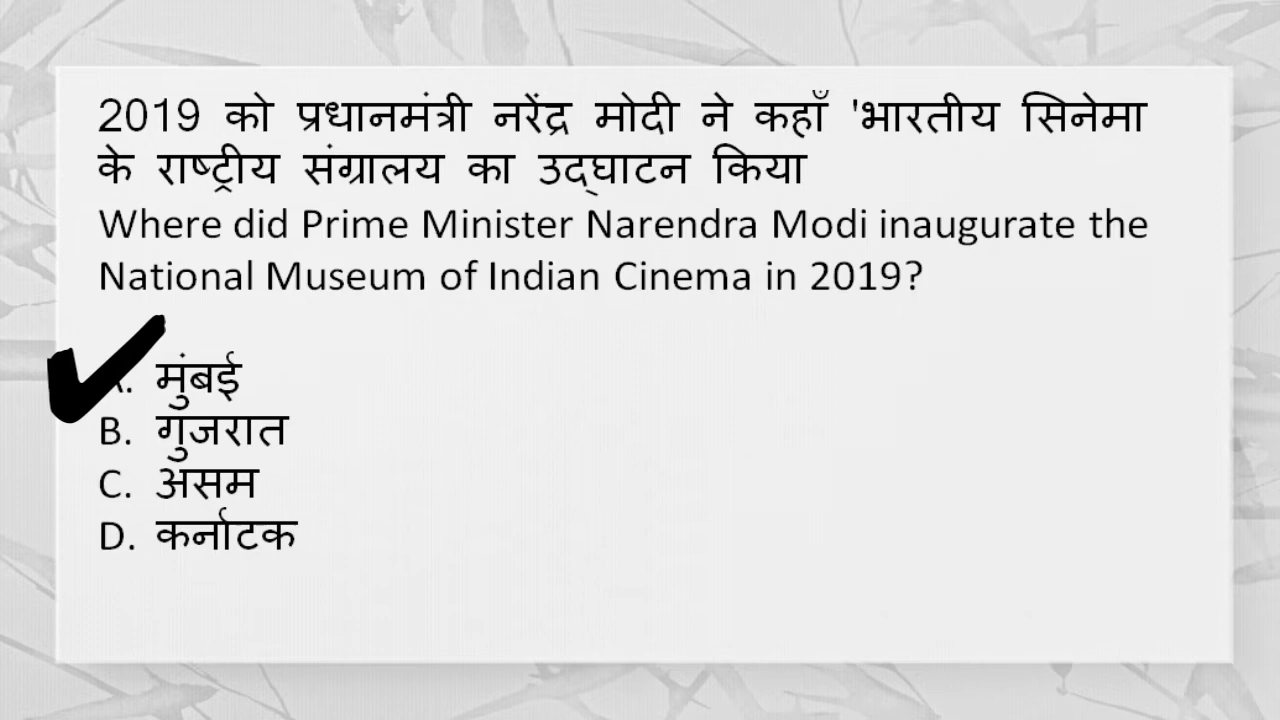 2019 को प्रधानमंत्री नरेंद्र मोदी ने कहाँ 'भारतीय सिनेमा
के राष्ट्रीय संग्रालय का उद्घाटन किया
Where did Prime Minister Narendra Modi inaugurate the
National Museum of Indian Cinema in 2019?
A. मुंबई
B. गुजरात
C. असम
D. कर्नाटक